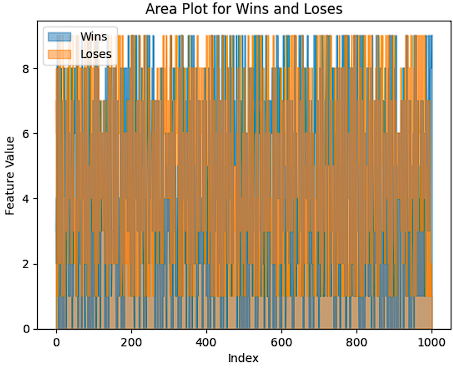 Area Plot for Wins and Loses
Wins
Loses
8
6
4
2
0
Feature Value
0 200 400 600 800 1000
Index